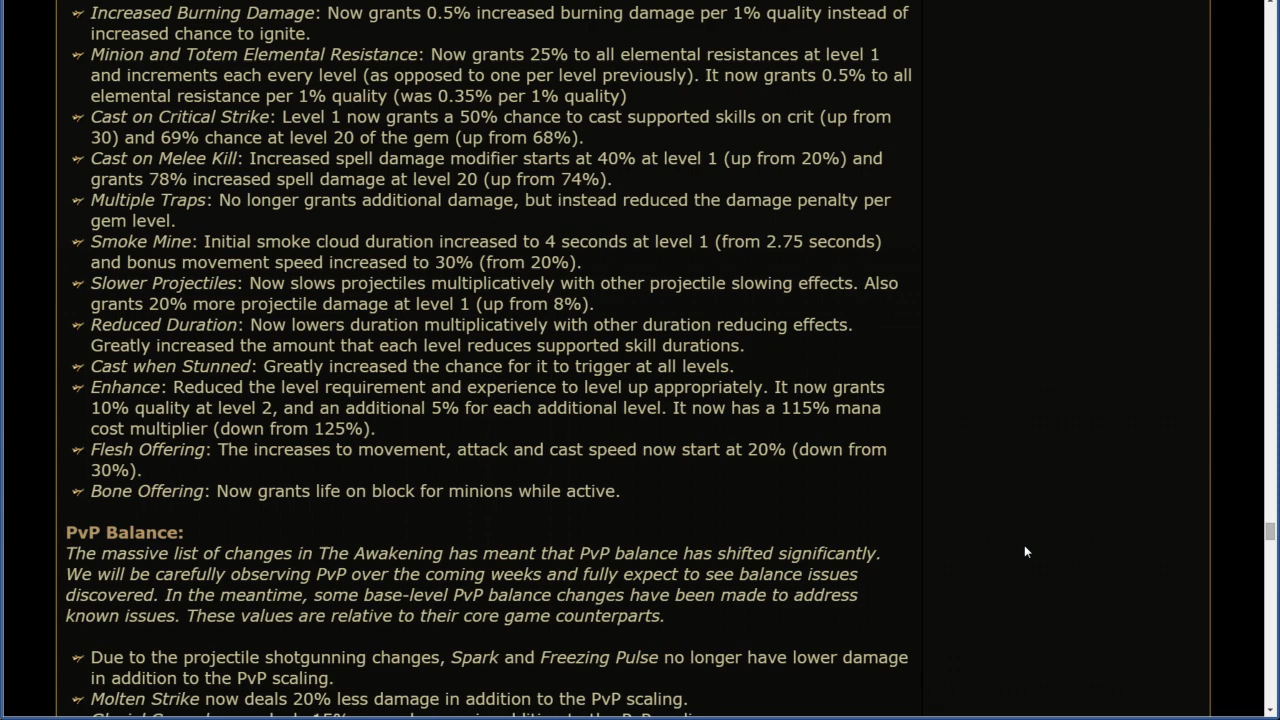 Increased Burning Damage: Now grants 0.5% increased burning damage per 1% quality instead of
increased chance to ignite.
Minion and Totem Elemental Resistance: Now grants 25% to all elemental resistances at level 1
and increments each every level (as opposed to one per level previously). It now grants 0.5% to all
elemental resistance per 1% quality (was 0.35% per 1% quality)
Cast on Critical Strike: Level 1 now grants a 50% chance to cast supported skills on crit (up from
30) and 69% chance at level 20 of the gem (up from 68%).
Cast on Melee Kill: Increased spell damage modifier starts at 40% at level 1 (up from 20%) and
grants 78% increased spell damage at level 20 (up from 74%).
Multiple Traps: No longer grants additional damage, but instead reduced the damage penalty per
gem level.
Smoke Mine: Initial smoke cloud duration increased to 4 seconds at level 1 (from 2.75 seconds)
and bonus movement speed increased to 30% (from 20%).
Slower Projectiles: Now slows projectiles multiplicatively with other projectile slowing effects. Also
grants 20% more projectile damage at level 1 (up from 8%).
Reduced Duration: Now lowers duration multiplicatively with other duration reducing effects.
Greatly increased the amount that each level reduces supported skill durations.
Cast when Stunned: Greatly increased the chance for it to trigger at all levels.
Enhance: Reduced the level requirement and experience to level up appropriately. It now grants
10% quality at level 2, and an additional 5% for each additional level. It now has a 115% mana
cost multiplier (down from 125%).
Flesh Offering: The increases to movement, attack and cast speed now start at 20% (down from
30%).
Bone Offering: Now grants life on block for minions while active.
PvP Balance:
The massive list of changes in The Awakening has meant that PvP balance has shifted significantly.
We will be carefully observing PvP over the coming weeks and fully expect to see balance issues
discovered. In the meantime, some base-level PvP balance changes have been made to address
known issues. These values are relative to their core game counterparts.
Due to the projectile shotgunning changes, Spark and Freezing Pulse no longer have lower damage
in addition to the PvP scaling.
Molten Strike now deals 20% less damage in addition to the PvP scaling.